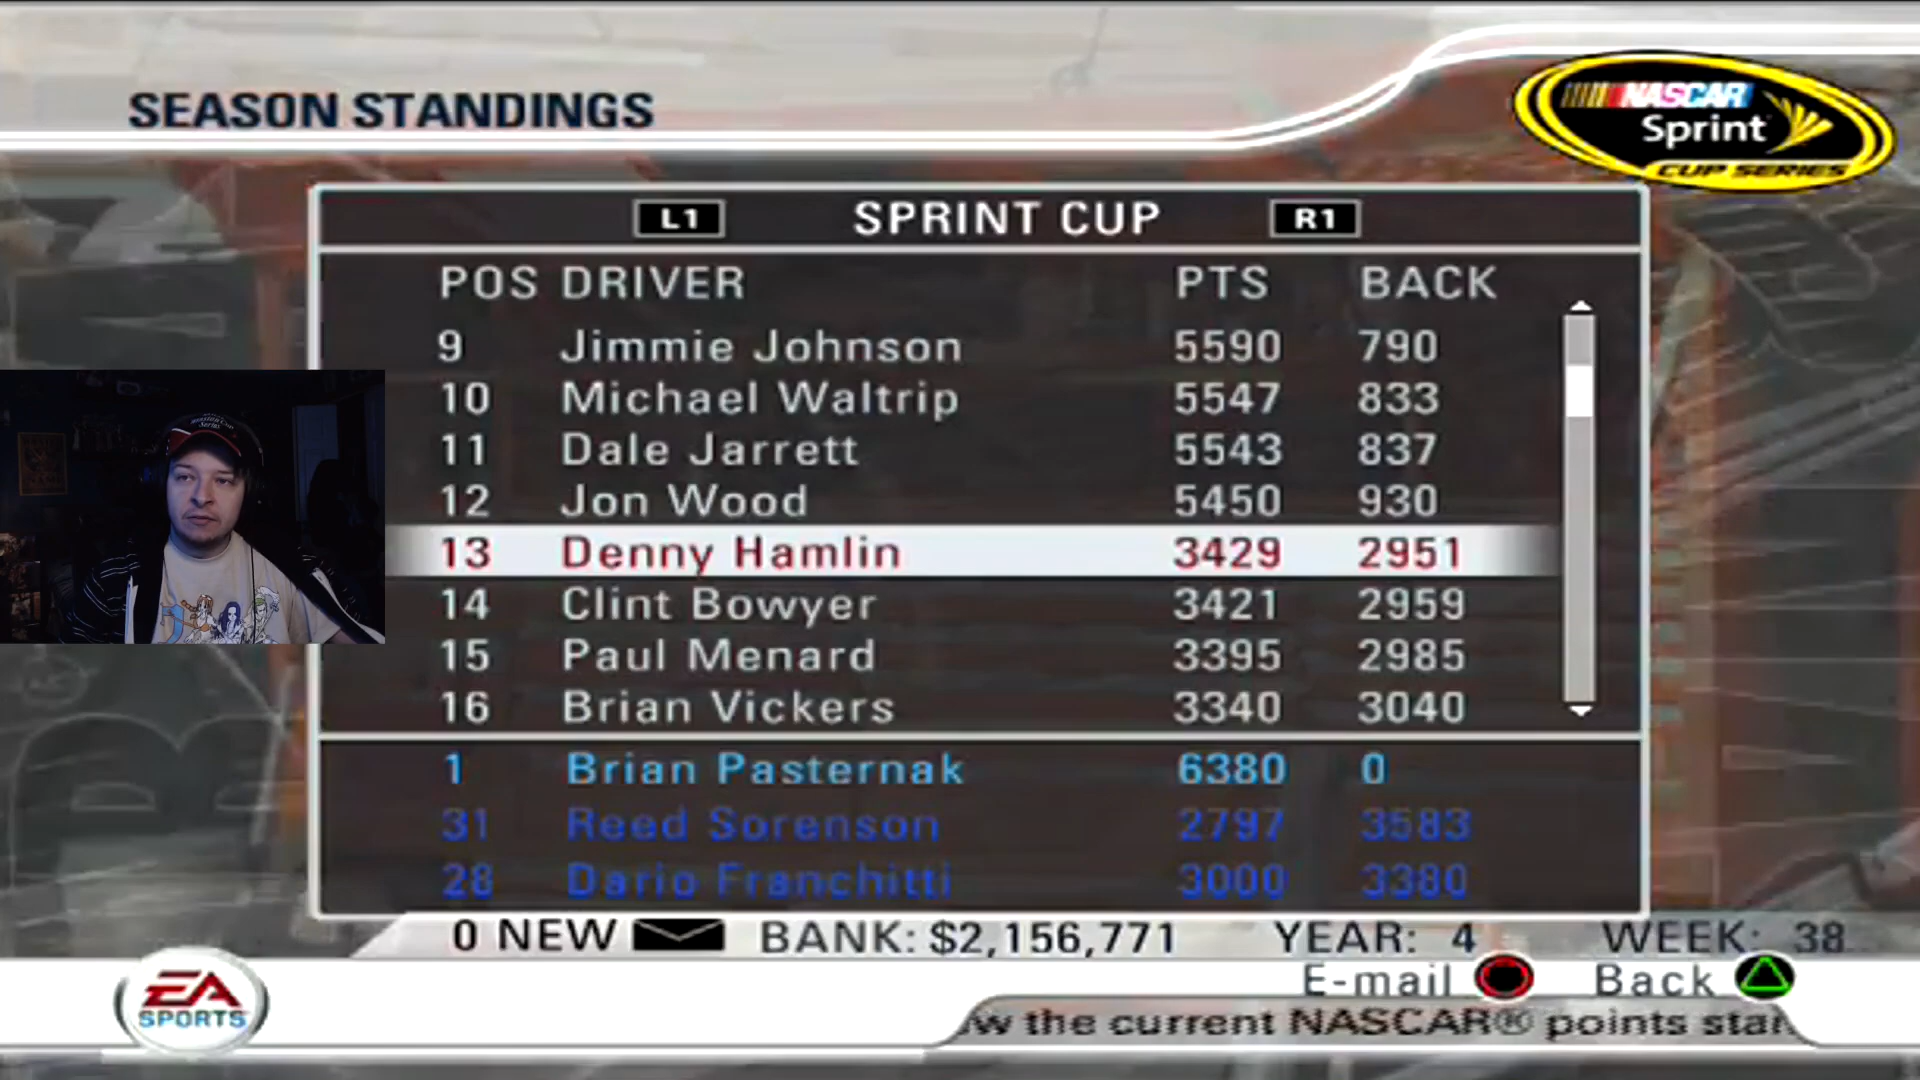 SEASON STANDINGS
NASCAR
Sprint
CUP SERIES
L1 SPRINT CUP R1
POS DRIVER PTS BACK
9 Jimmie Johnson 5590 790
10 Michael Waltrip 5547 833
11 Dale Jarrett 5543 837
12 Jon Wood 5450 930
13 Denny Hamlin 3429 2951
14 Clint Bowyer 3421 2959
15 Paul Menard 3395 2985
16 Brian Vickers 3340 3040
1 Brian Pasternak 6380 0
31 Reed Sorenson 2797 3583
28 Dario Franchitti 3000 3380
0 NEW BANK: $2,156,771 YEAR: 4 WEEK: 38
E-mail Back
EA
SPORTS
w the current NASCAR® points sta